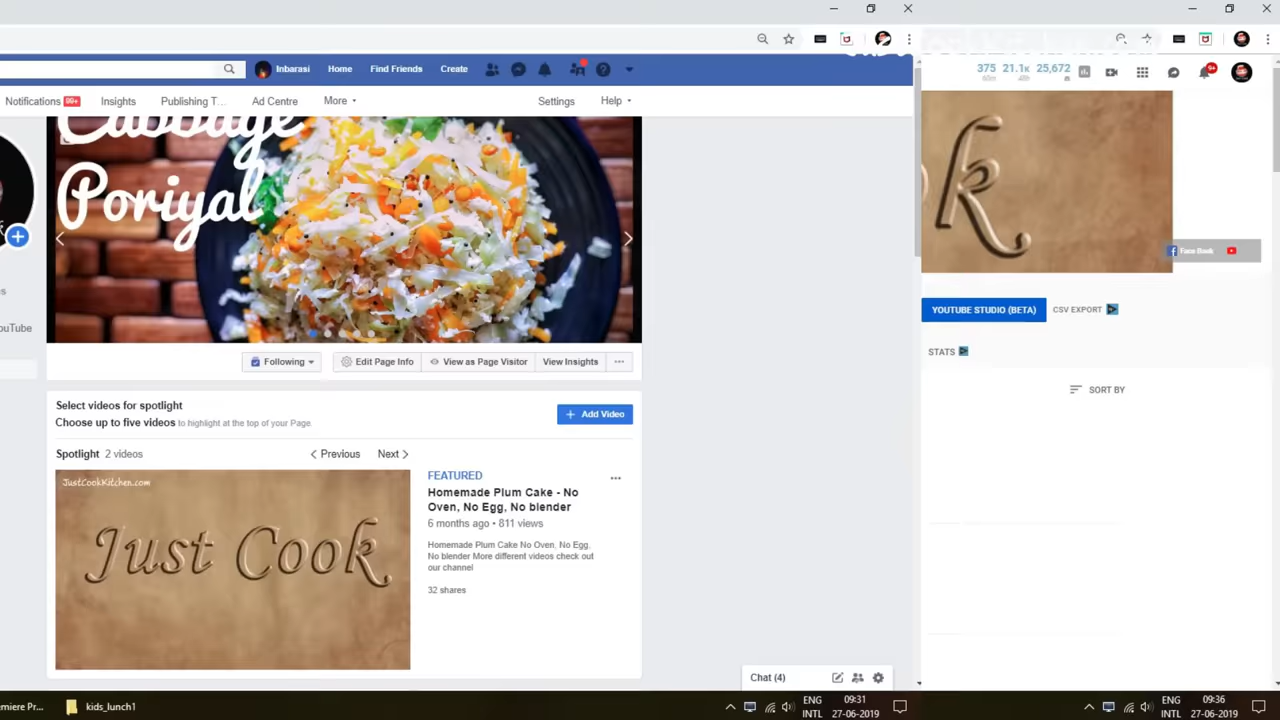 Inbarasi Home Find Friends Create
375 21.1K 25,672
Notifications 99+ Insights Publishing T... Ad Centre More Settings Help
Cabbage
Poriyal
k
Face Book
YouTube
YOUTUBE STUDIO (BETA) CSV EXPORT
STATS
SORT BY
Following Edit Page Info View as Page Visitor View Insights
Select videos for spotlight
Choose up to five videos to highlight at the top of your Page.
+ Add Video
Spotlight 2 videos Previous Next
JustCookKitchen.com
Just Cook
FEATURED
Homemade Plum Cake - No
Oven, No Egg, No blender
6 months ago • 811 views
Homemade Plum Cake No Oven, No Egg,
No blender More different videos check out
our channel
32 shares
Chat (4)
emiere Pr... kids_lunch1
ENG
INTL
09:31
27-06-2019
ENG
INTL
09:36
27-06-2019